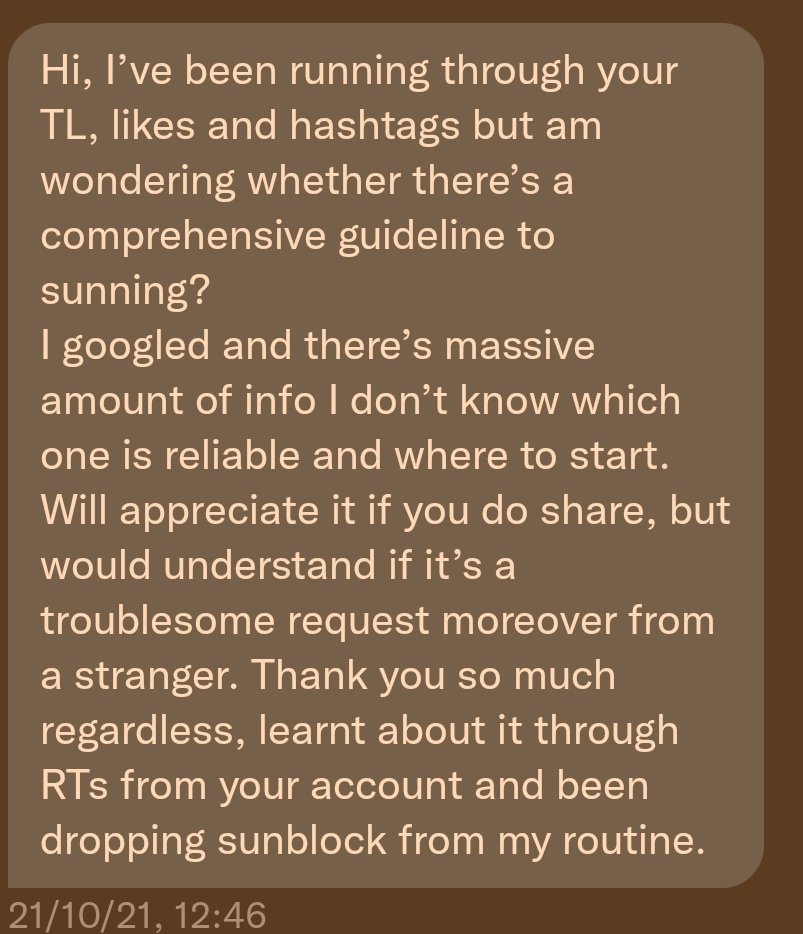 Hi, I’ve been running through your
TL, likes and hashtags but am
wondering whether there’s a
comprehensive guideline to
sunning?
I googled and there’s massive
amount of info I don’t know which
one is reliable and where to start.
Will appreciate it if you do share, but
would understand if it’s a
troublesome request moreover from
a stranger. Thank you so much
regardless, learnt about it through
RTs from your account and been
dropping sunblock from my routine.
21/10/21, 12:46